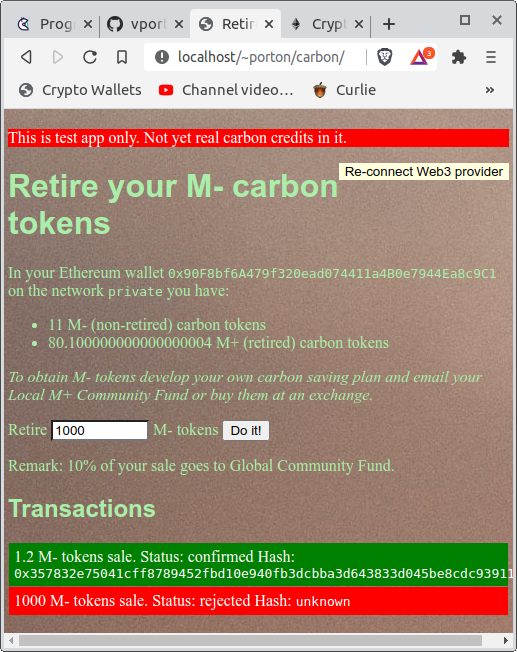 Progr
vport
Retir
Crypt
localhost/~porton/carbon/
3
Crypto Wallets
Channel video…
Curlie
»
This is test app only. Not yet real carbon credits in it.
Re-connect Web3 provider
Retire your M- carbon
tokens
In your Ethereum wallet 0x90F8bf6A479f320ead074411a4B0e7944Ea8c9C1
on the network private you have:
• 11 M- (non-retired) carbon tokens
• 80.100000000000000004 M+ (retired) carbon tokens
To obtain M- tokens develop your own carbon saving plan and email your
Local M+ Community Fund or buy them at an exchange.
Retire 1000 M- tokens Do it!
Remark: 10% of your sale goes to Global Community Fund.
Transactions
1.2 M- tokens sale. Status: confirmed Hash:
0x357832e75041cff8789452fbd10e940fb3dcbba3d643833d045be8cdc93911
1000 M- tokens sale. Status: rejected Hash: unknown